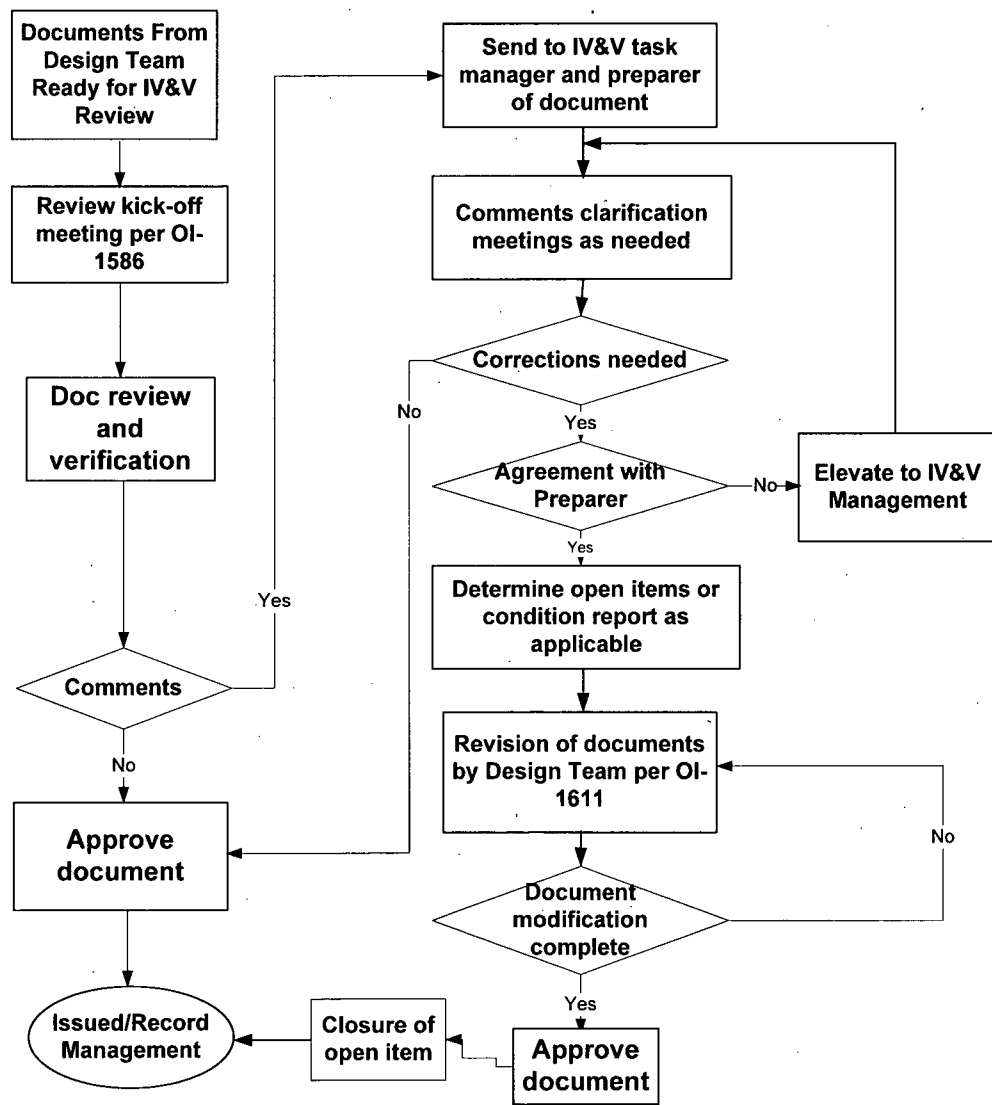 Documents From
Design Team
Ready for IV&V
Review
Review kick-off
meeting per OI-
1586
Doc review
and
verification
Comments
Yes
No
Approve
document
Issued/Record
Management
Send to IV&V task
manager and preparer
of document
Comments clarification
meetings as needed
Corrections needed
No
Yes
Agreement with
Preparer
No
Elevate to IV&V
Management
Yes
Determine open items or
condition report as
applicable
Revision of documents
by Design Team per OI-
1611
No
Document
modification
complete
Yes
Approve
document
Closure of
open item